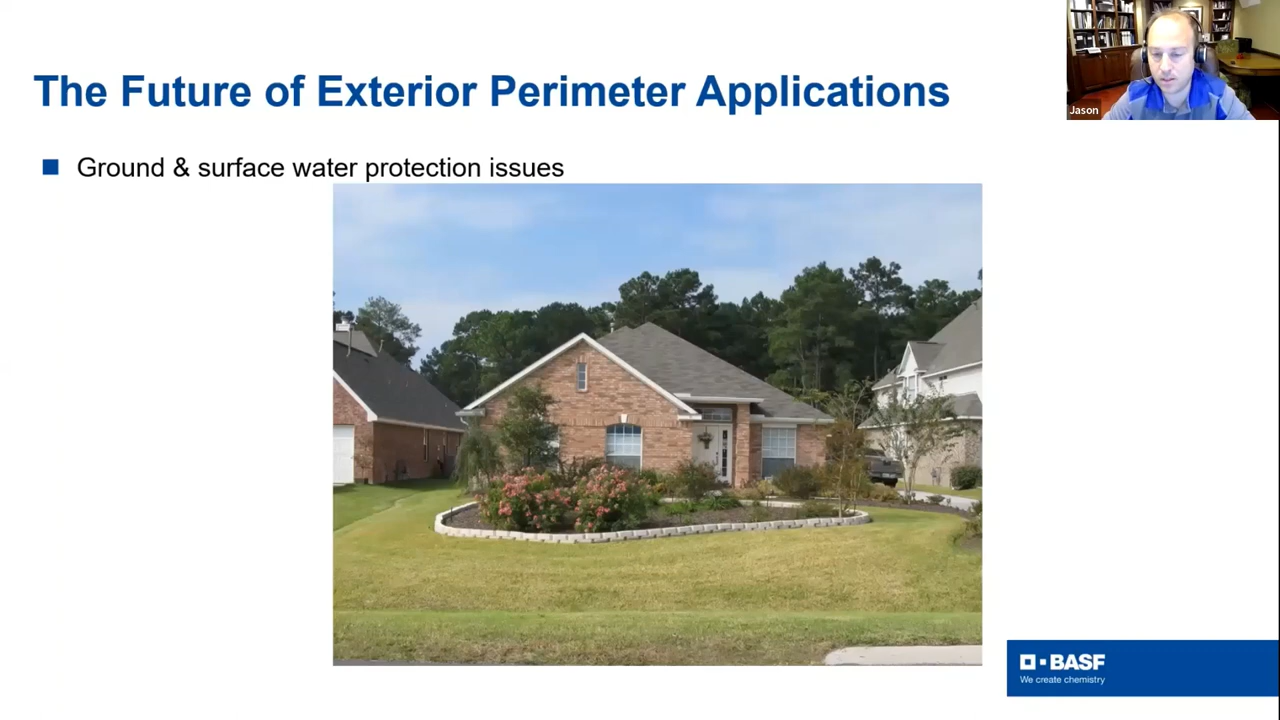 The Future of Exterior Perimeter Applications
Ground & surface water protection issues
Jason
BASF
We create chemistry